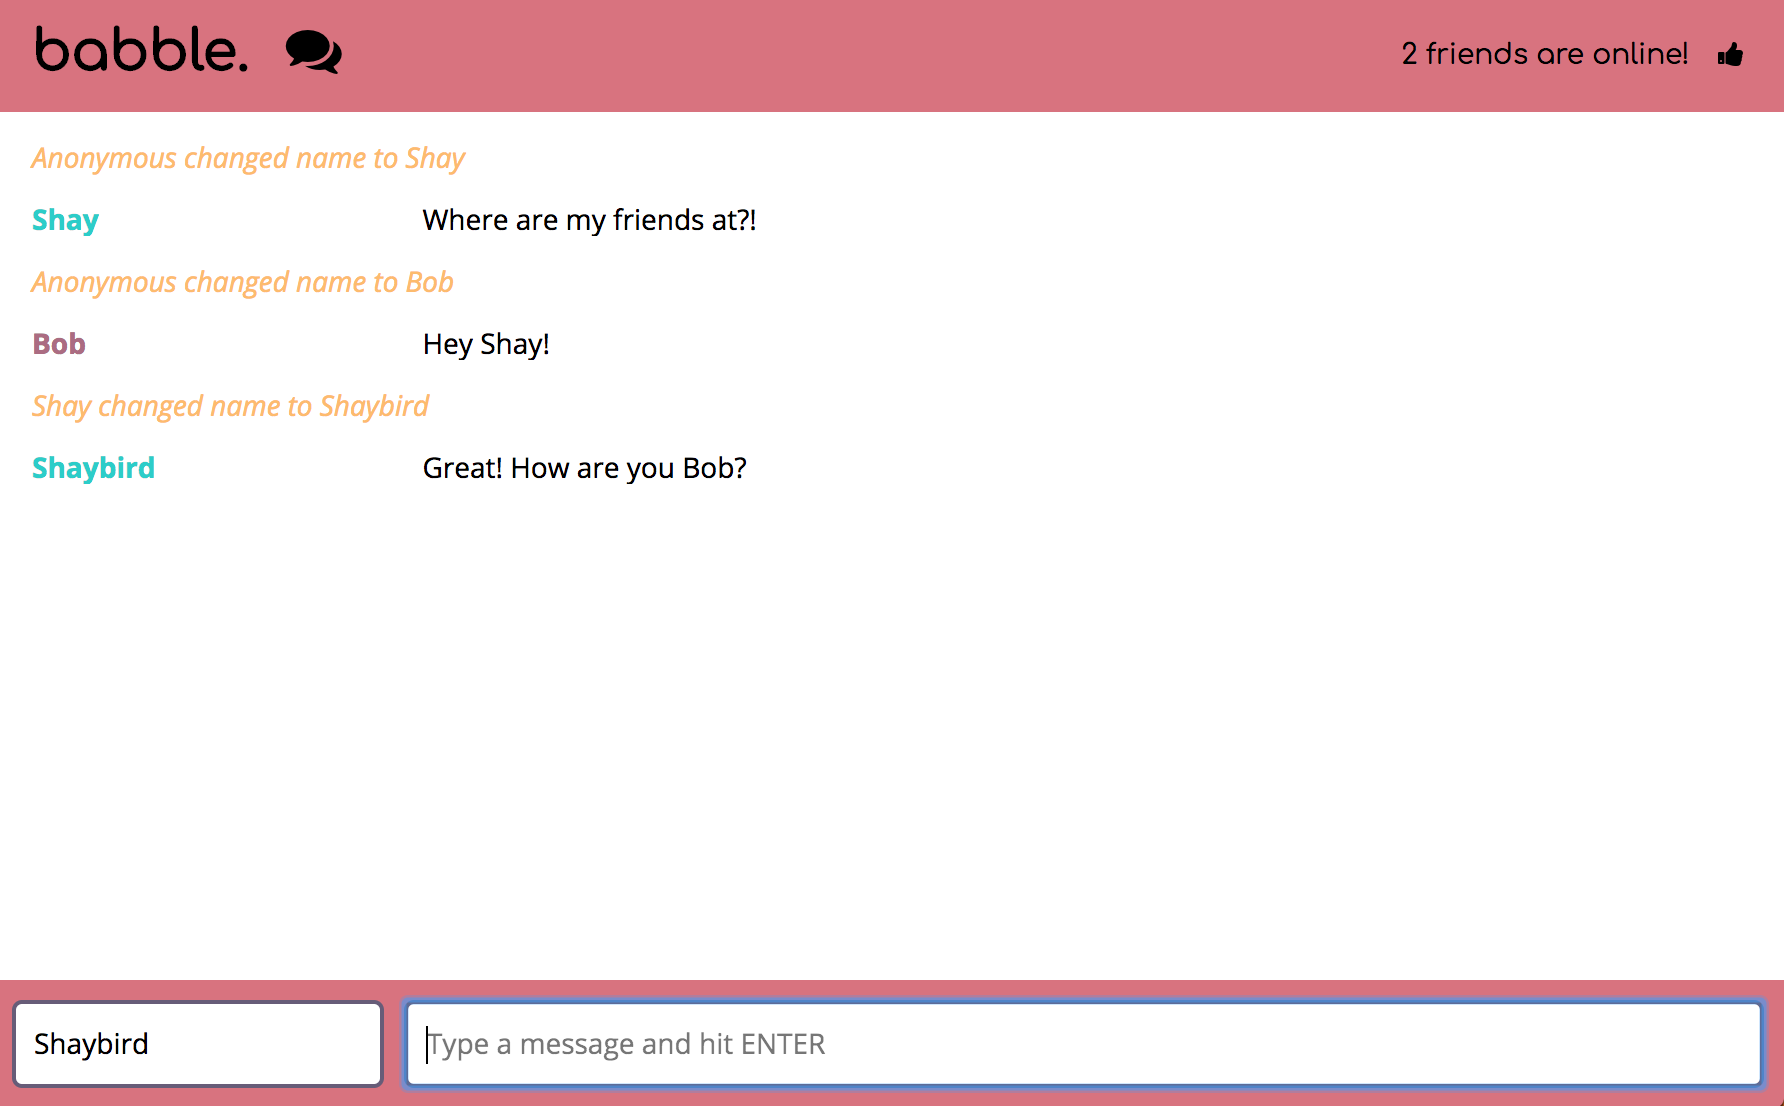 babble.
2 friends are online!
Anonymous changed name to Shay
Shay Where are my friends at?!
Anonymous changed name to Bob
Bob Hey Shay!
Shay changed name to Shaybird
Shaybird Great! How are you Bob?
Shaybird Type a message and hit ENTER